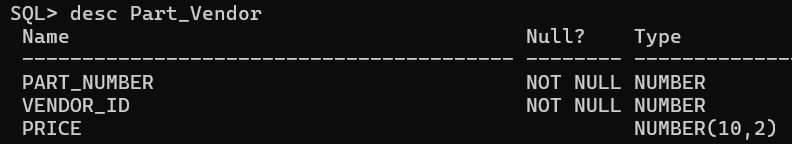 SQL> desc Part_Vendor
Name Null? Type
----------------------------------------- -------- ----------------
PART_NUMBER NOT NULL NUMBER
VENDOR_ID NOT NULL NUMBER
PRICE NUMBER(10,2)